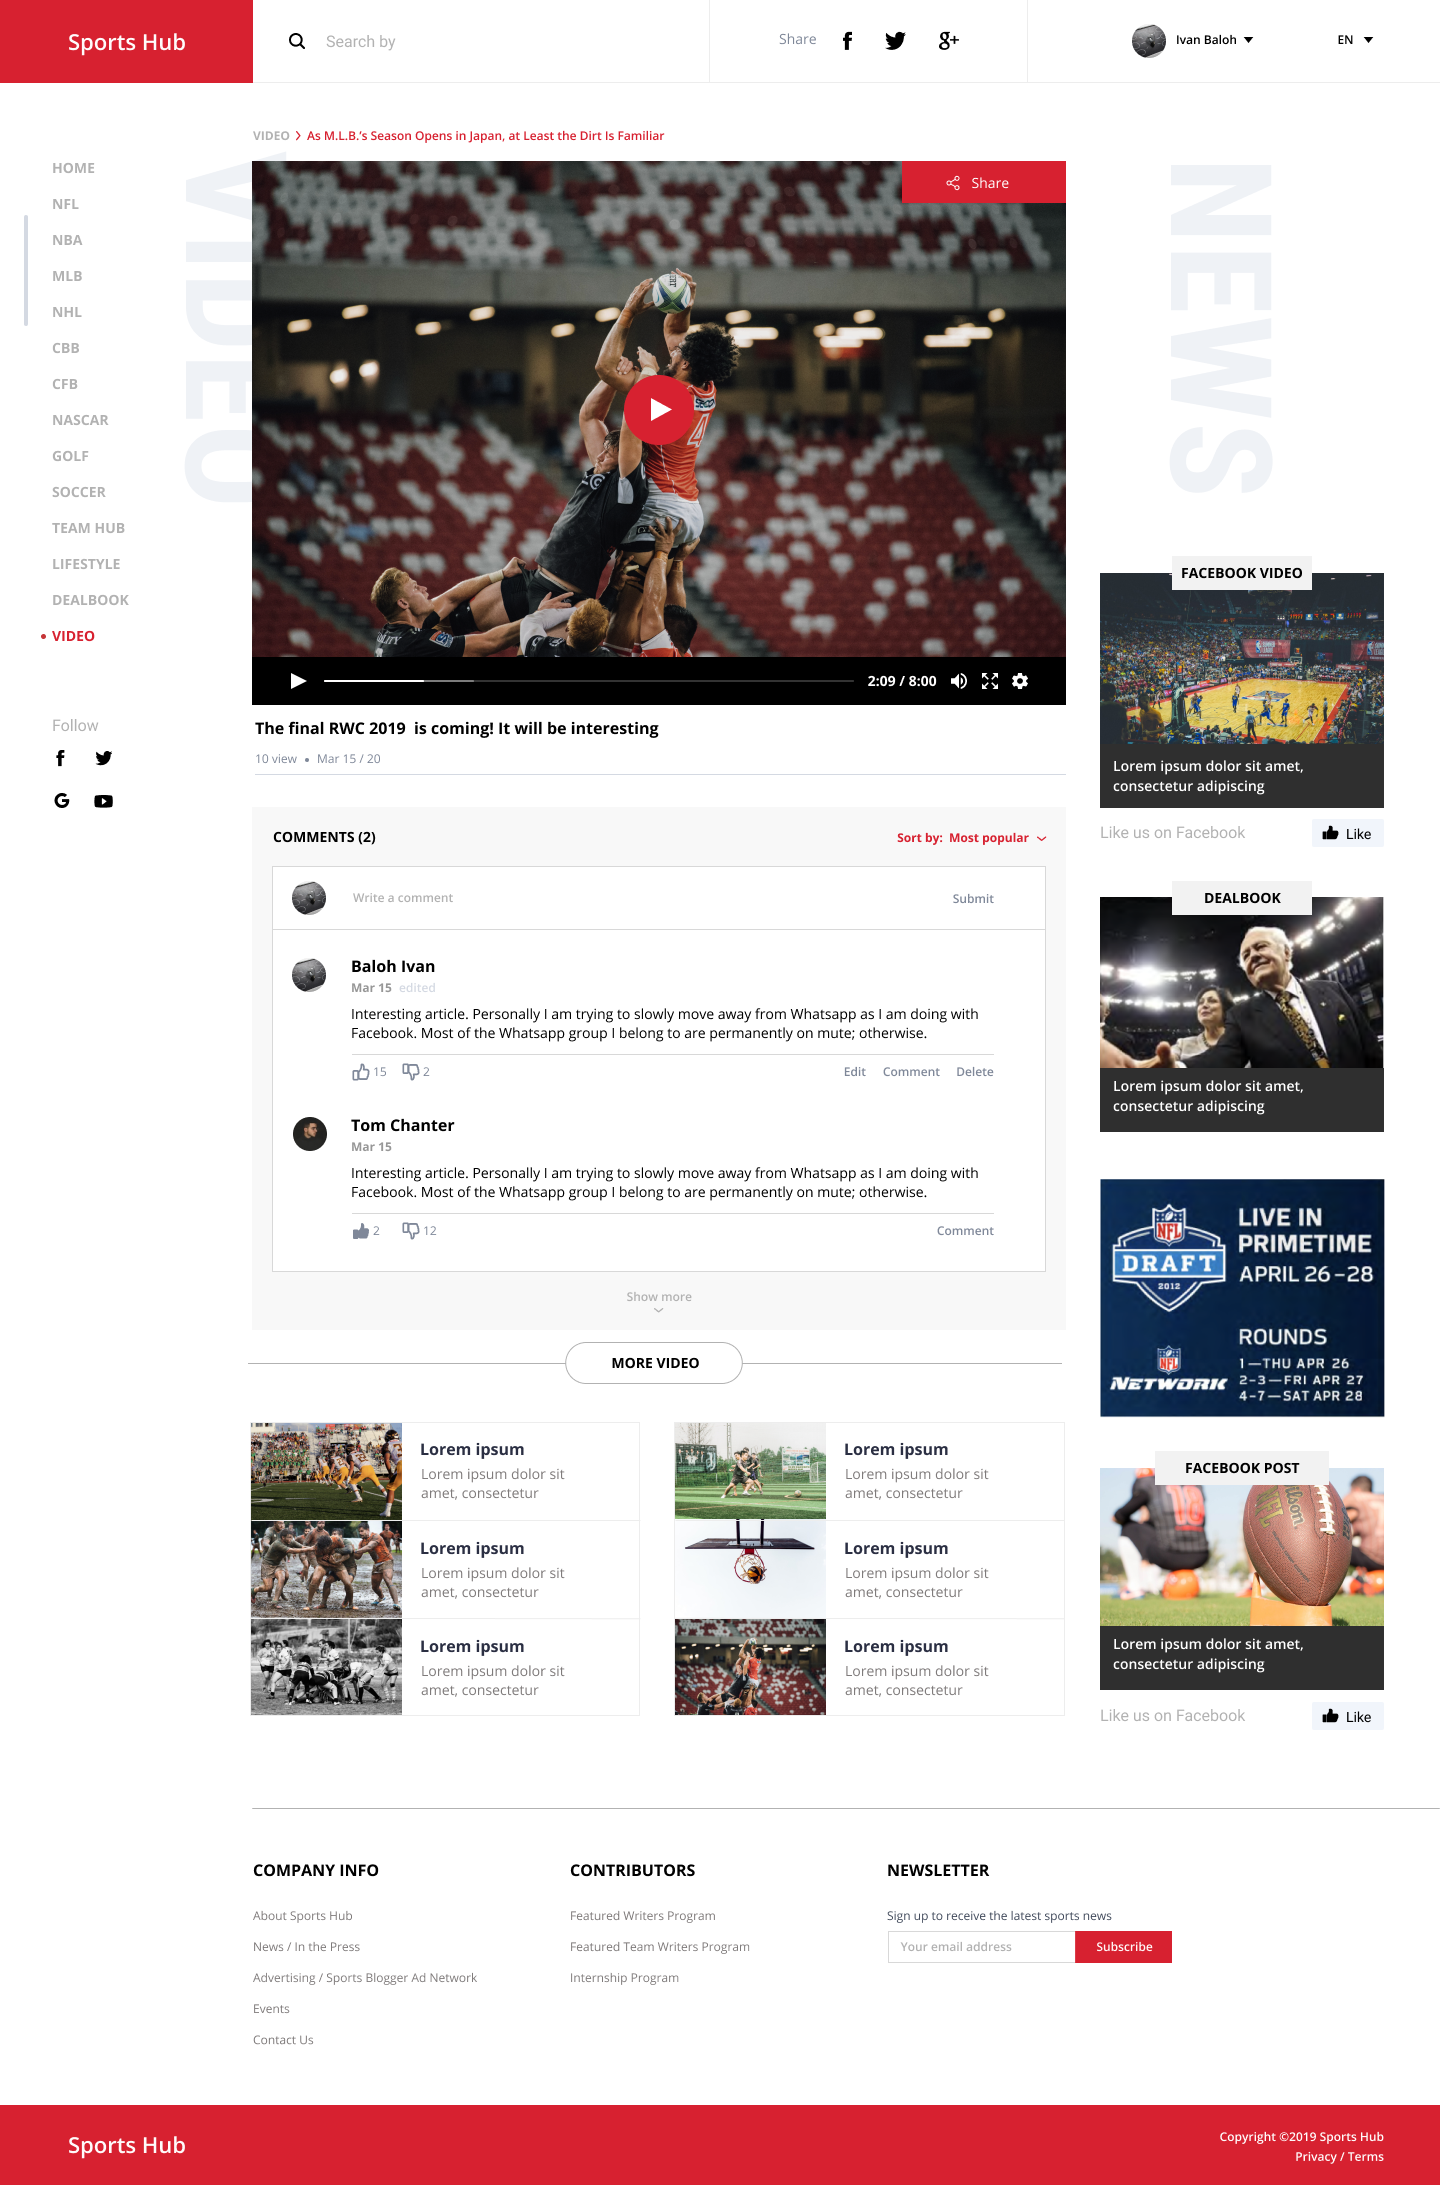 Sports Hub
Search by
Share
Ivan Baloh
EN
VIDEO
As M.L.B.'s Season Opens in Japan, at Least the Dirt Is Familiar
HOME
NFL
NBA
MLB
NHL
CBB
CFB
NASCAR
GOLF
SOCCER
TEAM HUB
LIFESTYLE
DEALBOOK
VIDEO
Follow
VIDEO
Share
4
2:09 / 8:00
The final RWC 2019  is coming! It will be interesting
10 view • Mar 15 / 20
COMMENTS (2)
Sort by: Most popular
Write a comment
Submit
Baloh Ivan
Mar 15 edited
Interesting article. Personally I am trying to slowly move away from Whatsapp as I am doing with
Facebook. Most of the Whatsapp group I belong to are permanently on mute; otherwise.
15 2
Edit Comment Delete
Tom Chanter
Mar 15
Interesting article. Personally I am trying to slowly move away from Whatsapp as I am doing with
Facebook. Most of the Whatsapp group I belong to are permanently on mute; otherwise.
2 12
Comment
Show more
MORE VIDEO
Lorem ipsum
Lorem ipsum dolor sit
amet, consectetur
Lorem ipsum
Lorem ipsum dolor sit
amet, consectetur
Lorem ipsum
Lorem ipsum dolor sit
amet, consectetur
Lorem ipsum
Lorem ipsum dolor sit
amet, consectetur
Lorem ipsum
Lorem ipsum dolor sit
amet, consectetur
Lorem ipsum
Lorem ipsum dolor sit
amet, consectetur
NEWS
FACEBOOK VIDEO
Lorem ipsum dolor sit amet,
consectetur adipiscing
Like us on Facebook
Like
DEALBOOK
Lorem ipsum dolor sit amet,
consectetur adipiscing
NFL
DRAFT
2012
LIVE IN
PRIMETIME
APRIL 26–28
ROUNDS
1—THU APR 26
2–3—FRI APR 27
4–7—SAT APR 28
NFL
NETWORK
FACEBOOK POST
16
Wilson
NFL
Lorem ipsum dolor sit amet,
consectetur adipiscing
Like us on Facebook
Like
COMPANY INFO
About Sports Hub
News / In the Press
Advertising / Sports Blogger Ad Network
Events
Contact Us
CONTRIBUTORS
Featured Writers Program
Featured Team Writers Program
Internship Program
NEWSLETTER
Sign up to receive the latest sports news
Your email address
Subscribe
Sports Hub
Copyright ©2019 Sports Hub
Privacy / Terms